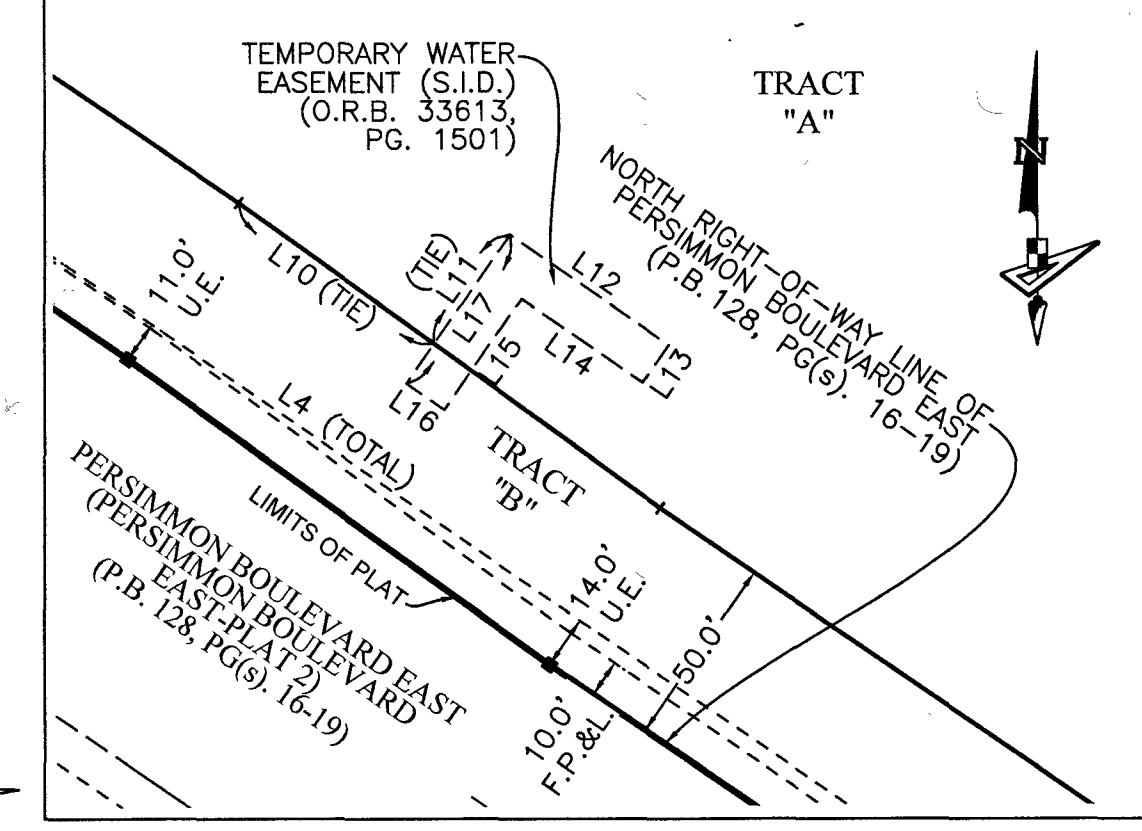 TEMPORARY WATER
EASEMENT (S.I.D.)
(O.R.B. 33613,
PG. 1501)
TRACT
"A"
N
NORTH RIGHT-OF-WAY LINE OF
PERSIMMON BOULEVARD EAST
(P.B. 128, PG(s). 16-19)
L10 (TIE)
11.0'
U.E.
L11
(TIE)
L17
L12
L13
L14
L15
L16
L4 (TOTAL)
TRACT
"B"
LIMITS OF PLAT
PERSIMMON BOULEVARD EAST
(PERSIMMON BOULEVARD
EAST-PLAT 2)
(P.B. 128, PG(s). 16-19)
14.0'
U.E.
50.0'
10.0'
F.P.&L.